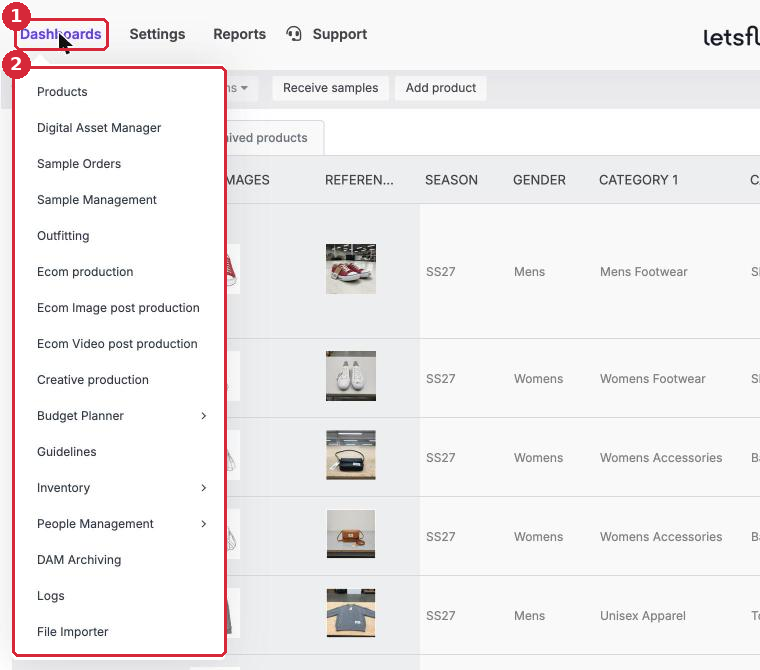 1
Dashboards Settings Reports Support letsfl
2
Products
Digital Asset Manager
Sample Orders
Sample Management
Outfitting
Ecom production
Ecom Image post production
Ecom Video post production
Creative production
Budget Planner
Guidelines
Inventory
People Management
DAM Archiving
Logs
File Importer
ns Receive samples Add product
ived products
MAGES REFEREN... SEASON GENDER CATEGORY 1 C
SS27 Mens Mens Footwear
SS27 Womens Womens Footwear
SS27 Womens Womens Accessories
SS27 Womens Womens Accessories
SS27 Mens Unisex Apparel